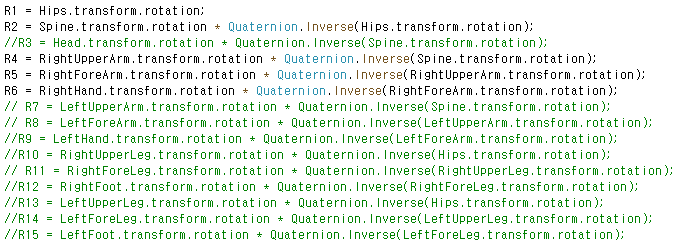 R1 = Hips.transform.rotation;
R2 = Spine.transform.rotation * Quaternion.Inverse(Hips.transform.rotation);
//R3 = Head.transform.rotation * Quaternion.Inverse(Spine.transform.rotation);
R4 = RightUpperArm.transform.rotation * Quaternion.Inverse(Spine.transform.rotation);
R5 = RightForeArm.transform.rotation * Quaternion.Inverse(RightUpperArm.transform.rotation);
R6 = RightHand.transform.rotation * Quaternion.Inverse(RightForeArm.transform.rotation);
// R7 = LeftUpperArm.transform.rotation * Quaternion.Inverse(Spine.transform.rotation);
// R8 = LeftForeArm.transform.rotation * Quaternion.Inverse(LeftUpperArm.transform.rotation);
//R9 = LeftHand.transform.rotation * Quaternion.Inverse(LeftForeArm.transform.rotation);
//R10 = RightUpperLeg.transform.rotation * Quaternion.Inverse(Hips.transform.rotation);
// R11 = RightForeLeg.transform.rotation * Quaternion.Inverse(RightUpperLeg.transform.rotation);
//R12 = RightFoot.transform.rotation * Quaternion.Inverse(RightForeLeg.transform.rotation);
//R13 = LeftUpperLeg.transform.rotation * Quaternion.Inverse(Hips.transform.rotation);
//R14 = LeftForeLeg.transform.rotation * Quaternion.Inverse(LeftUpperLeg.transform.rotation);
//R15 = LeftFoot.transform.rotation * Quaternion.Inverse(LeftForeLeg.transform.rotation);